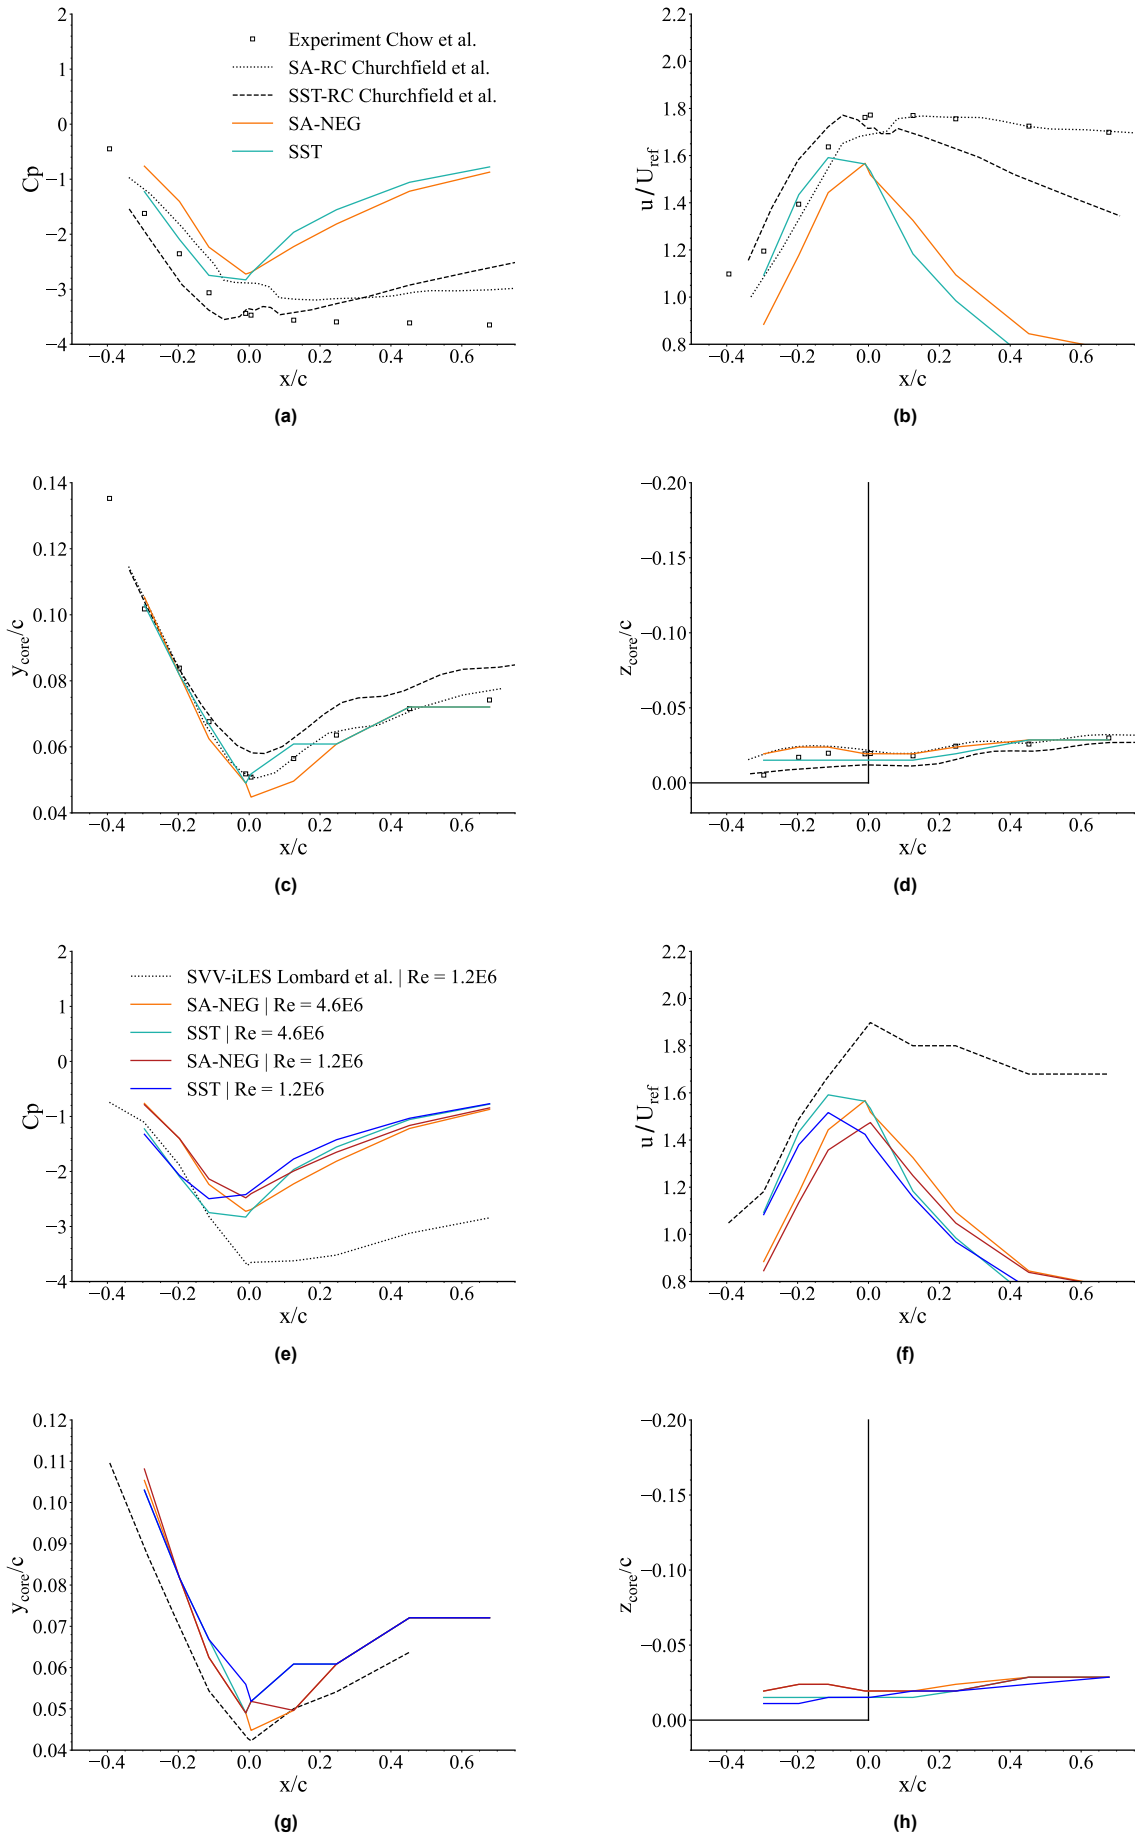 2
1
0
−1
−2
−3
−4
Cp
Experiment Chow et al.
SA-RC Churchfield et al.
SST-RC Churchfield et al.
SA-NEG
SST
−0.4 −0.2 0.0 0.2 0.4 0.6
x/c
(a)
2.2
2.0
1.8
1.6
1.4
1.2
1.0
0.8
u / U_ref
−0.4 −0.2 0.0 0.2 0.4 0.6
x/c
(b)
0.14
0.12
0.10
0.08
0.06
0.04
y_core/c
−0.4 −0.2 0.0 0.2 0.4 0.6
x/c
(c)
−0.20
−0.15
−0.10
−0.05
0.00
z_core/c
−0.4 −0.2 0.0 0.2 0.4 0.6
x/c
(d)
2
1
0
−1
−2
−3
−4
Cp
SVV-iLES Lombard et al. | Re = 1.2E6
SA-NEG | Re = 4.6E6
SST | Re = 4.6E6
SA-NEG | Re = 1.2E6
SST | Re = 1.2E6
−0.4 −0.2 0.0 0.2 0.4 0.6
x/c
(e)
2.2
2.0
1.8
1.6
1.4
1.2
1.0
0.8
u / U_ref
−0.4 −0.2 0.0 0.2 0.4 0.6
x/c
(f)
0.12
0.11
0.10
0.09
0.08
0.07
0.06
0.05
0.04
y_core/c
−0.4 −0.2 0.0 0.2 0.4 0.6
x/c
(g)
−0.20
−0.15
−0.10
−0.05
0.00
z_core/c
−0.4 −0.2 0.0 0.2 0.4 0.6
x/c
(h)